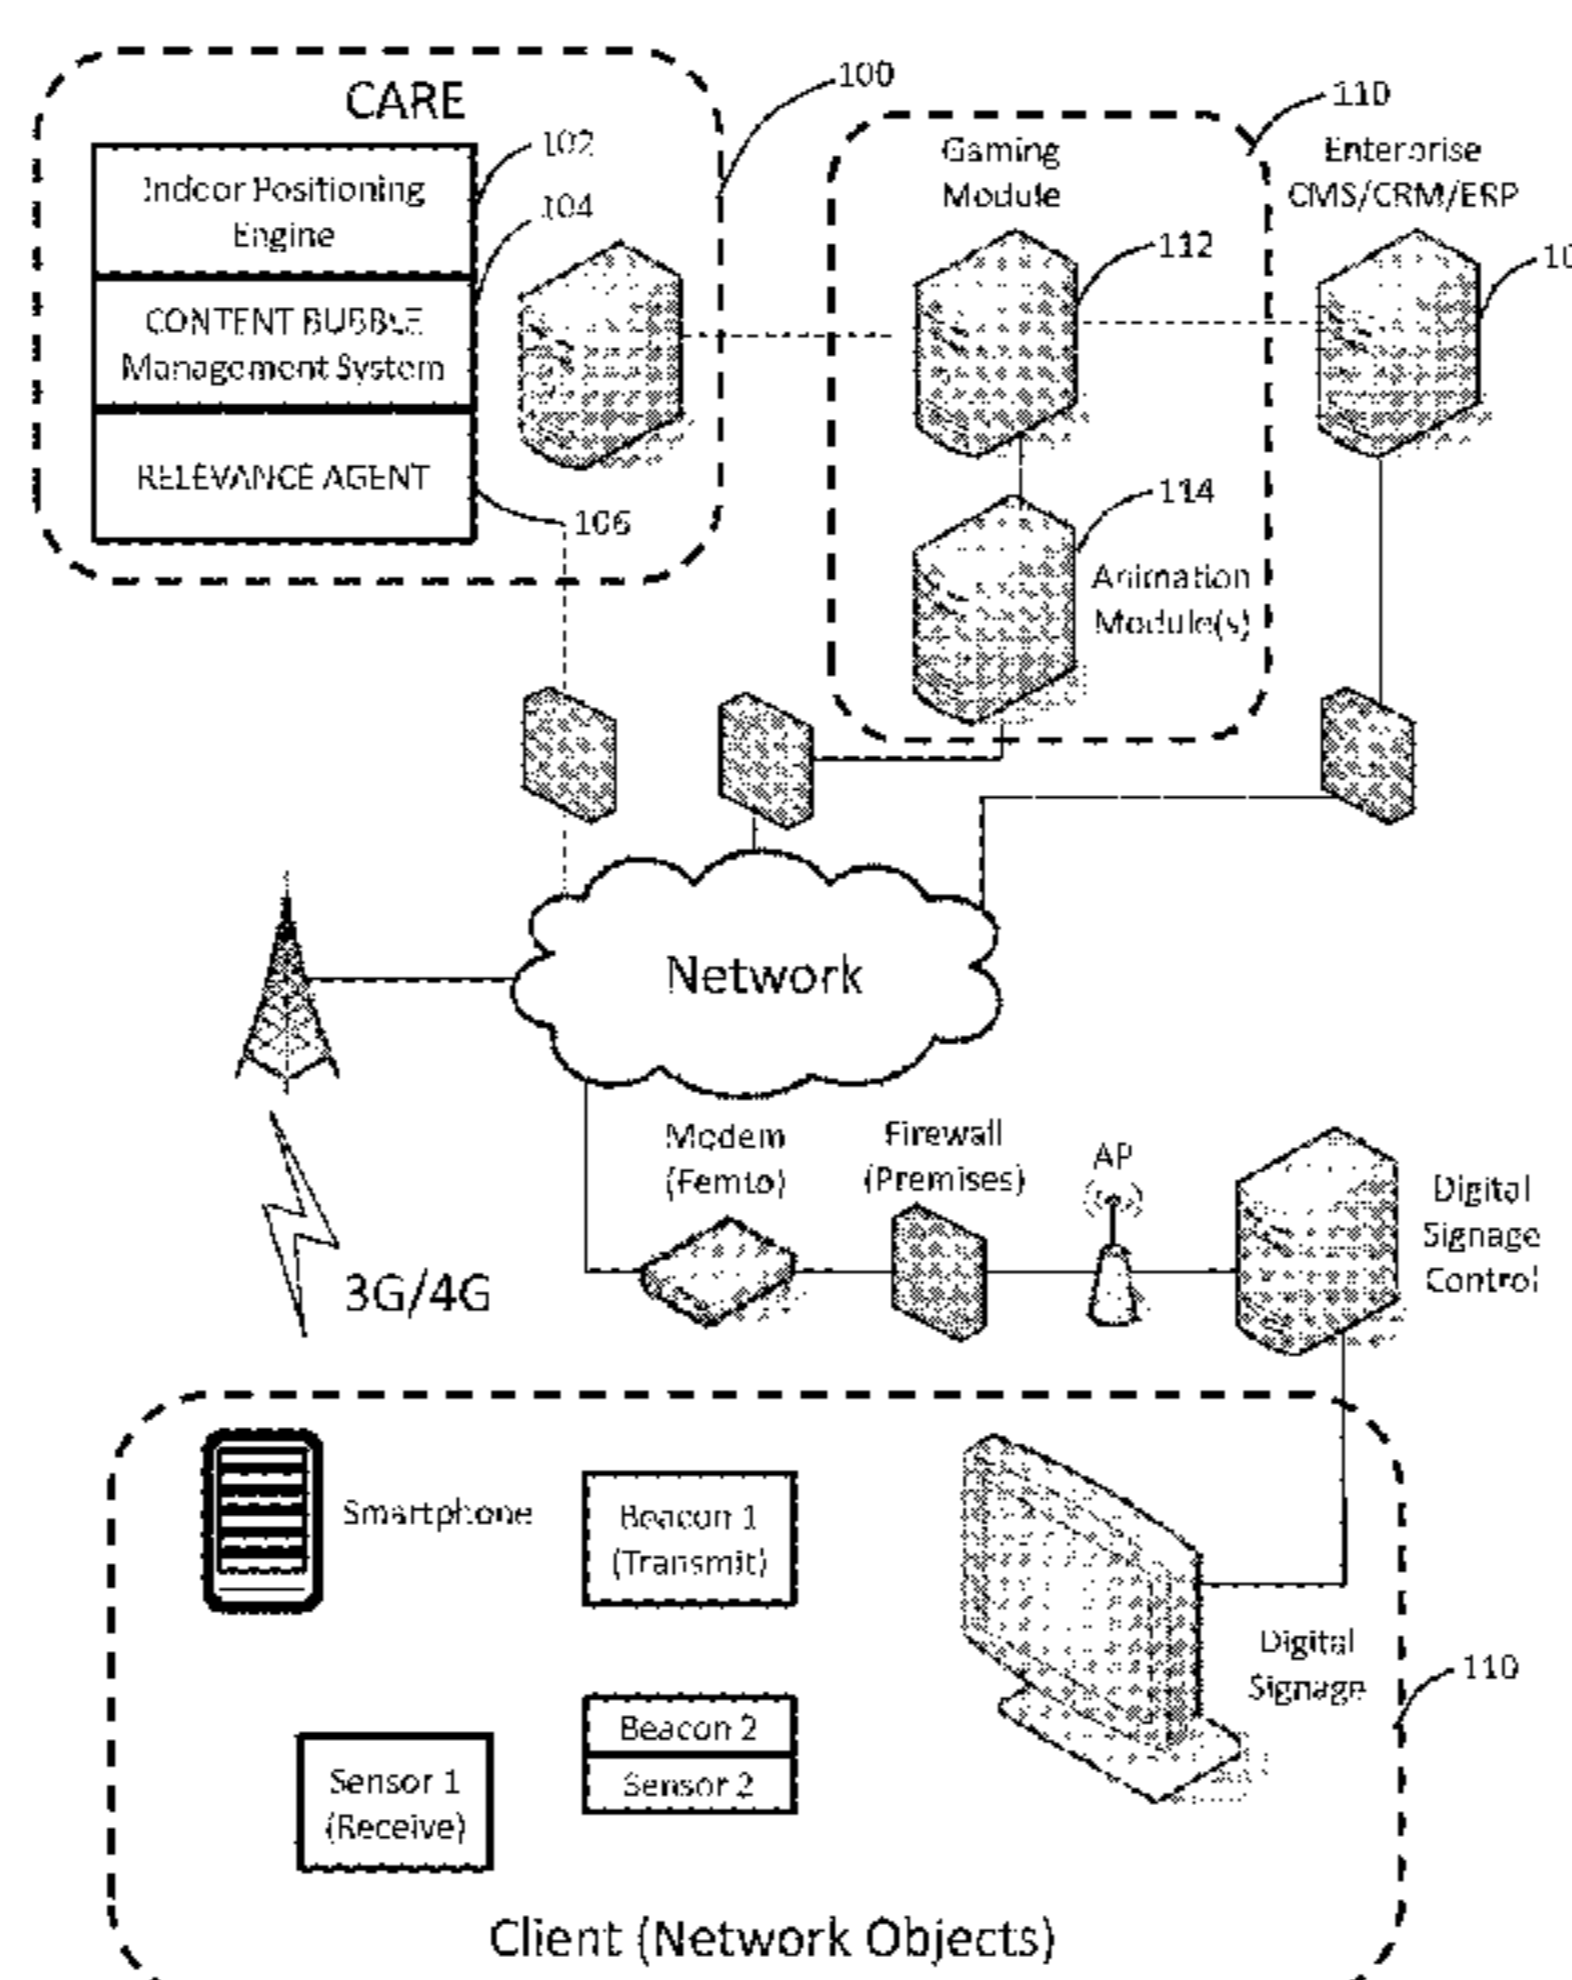 CARE
100
102
Indoor Positioning
Engine
104
CONTENT BUBBLE
Management System
RELEVANCE AGENT
106
110
Gaming
Module
112
114
Animation
Module(s)
Enterprise
CMS/CRM/ERP
Network
3G/4G
Modem
(Femto)
Firewall
(Premises)
AP
Digital
Signage
Control
Smartphone
Beacon 1
(Transmit)
Beacon 2
Sensor 2
Sensor 1
(Receive)
Digital
Signage
110
Client (Network Objects)